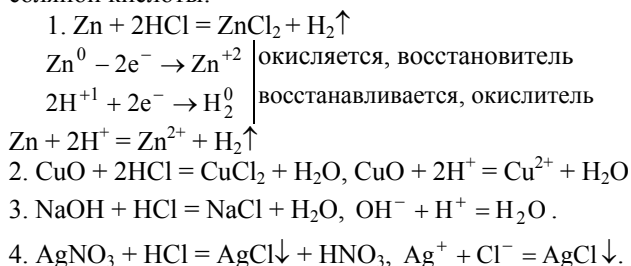 соляной кислоты.
1. Zn + 2HCl = ZnCl₂ + H₂↑
Zn⁰ − 2e⁻ → Zn⁺² | окисляется, восстановитель
2H⁺¹ + 2e⁻ → H₂⁰ | восстанавливается, окислитель
Zn + 2H⁺ = Zn²⁺ + H₂↑
2. CuO + 2HCl = CuCl₂ + H₂O, CuO + 2H⁺ = Cu²⁺ + H₂O
3. NaOH + HCl = NaCl + H₂O, OH⁻ + H⁺ = H₂O.
4. AgNO₃ + HCl = AgCl↓ + HNO₃, Ag⁺ + Cl⁻ = AgCl↓.